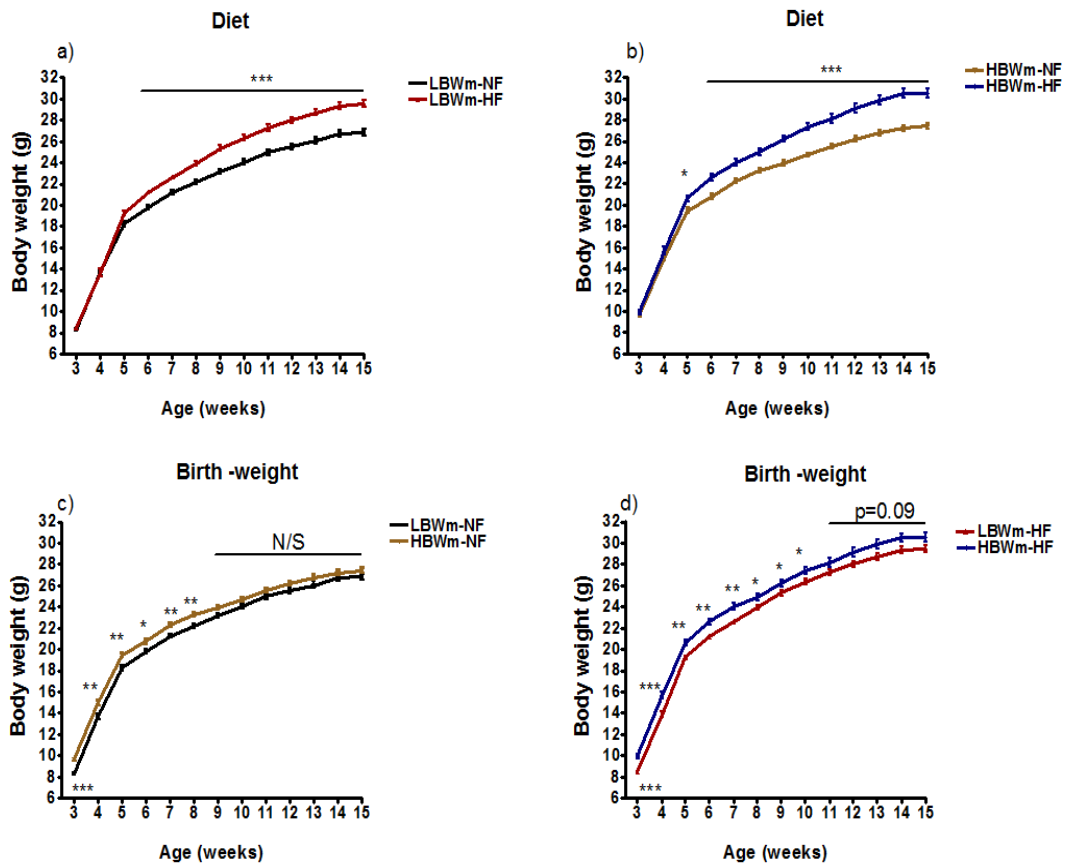 Diet
a)
***
LBWm-NF
LBWm-HF
Body weight (g)
32
30
28
26
24
22
20
18
16
14
12
10
8
6
3 4 5 6 7 8 9 10 11 12 13 14 15
Age (weeks)
Diet
b)
***
*
HBWm-NF
HBWm-HF
Body weight (g)
32
30
28
26
24
22
20
18
16
14
12
10
8
6
3 4 5 6 7 8 9 10 11 12 13 14 15
Age (weeks)
Birth -weight
c)
LBWm-NF
HBWm-NF
N/S
** * ** **
**
***
Body weight (g)
32
30
28
26
24
22
20
18
16
14
12
10
8
6
3 4 5 6 7 8 9 10 11 12 13 14 15
Age (weeks)
Birth -weight
d)
p=0.09
LBWm-HF
HBWm-HF
** ** ** * * *
***
***
Body weight (g)
32
30
28
26
24
22
20
18
16
14
12
10
8
6
3 4 5 6 7 8 9 10 11 12 13 14 15
Age (weeks)